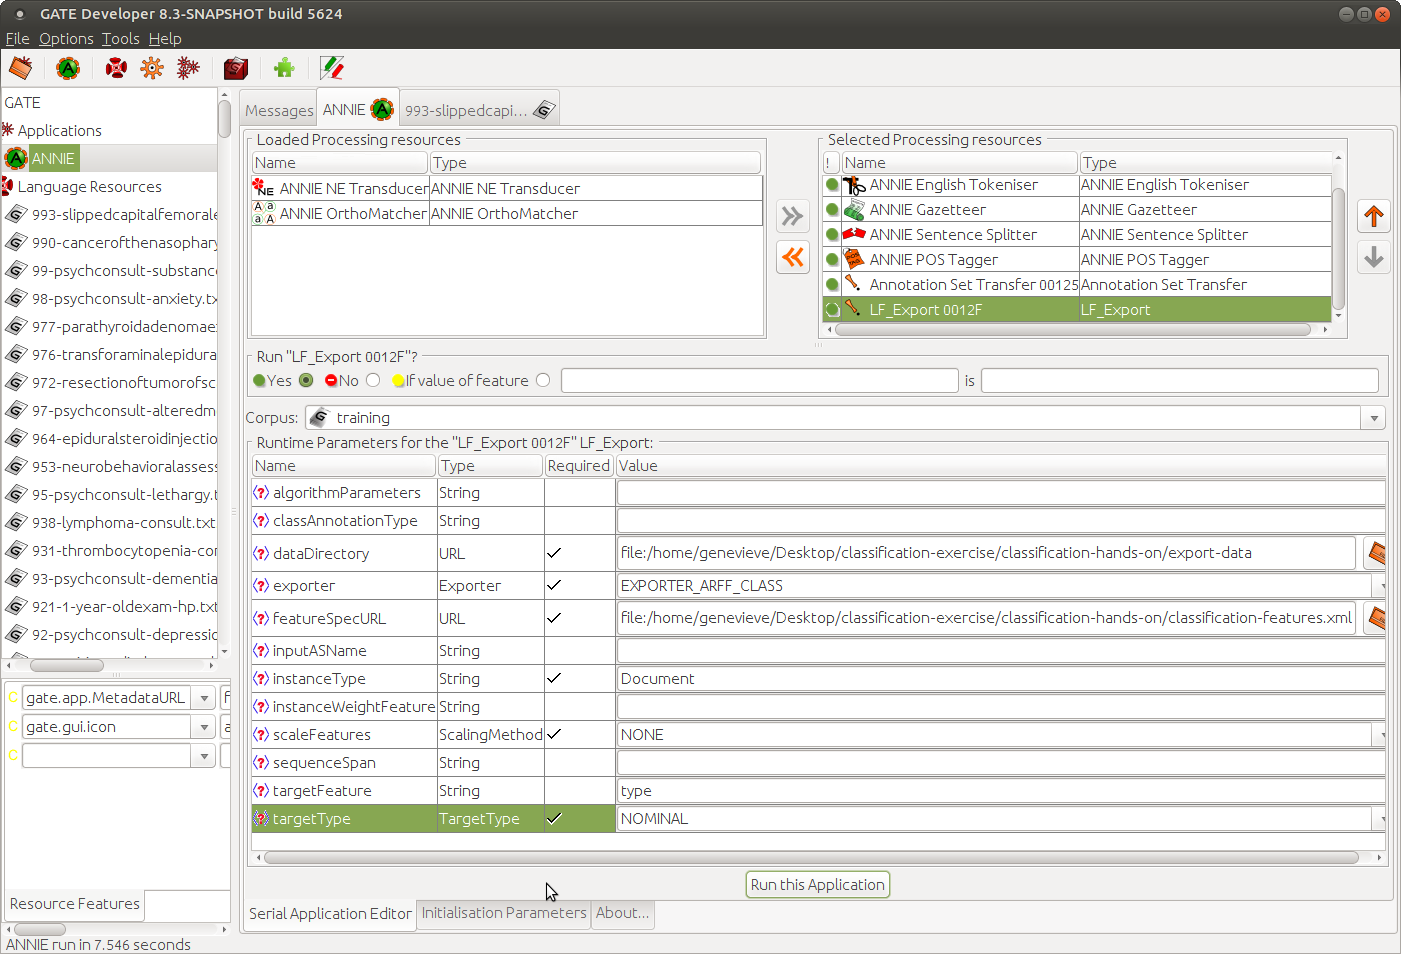 GATE Developer 8.3-SNAPSHOT build 5624
File Options Tools Help
GATE
Applications
ANNIE
Language Resources
993-slippedcapitalfemorale
990-cancerofthenasophary
99-psychconsult-substance
98-psychconsult-anxiety.tx
977-parathyroidadenomae
976-transforaminalepidura
972-resectionoftumorofsc
97-psychconsult-alteredm
964-epiduralsteroidinjectio
953-neurobehavioralassess
95-psychconsult-lethargy.t
938-lymphoma-consult.txt
931-thrombocytopenia-con
93-psychconsult-dementia
921-1-year-oldexam-hp.txt
92-psychconsult-depressio
gate.app.MetadataURL f
gate.gui.icon a
Resource Features
ANNIE run in 7.546 seconds
Messages ANNIE 993-slippedcapi...
Loaded Processing resources
Name Type
ANNIE NE Transducer ANNIE NE Transducer
ANNIE OrthoMatcher ANNIE OrthoMatcher
Selected Processing resources
! Name Type
ANNIE English Tokeniser ANNIE English Tokeniser
ANNIE Gazetteer ANNIE Gazetteer
ANNIE Sentence Splitter ANNIE Sentence Splitter
ANNIE POS Tagger ANNIE POS Tagger
Annotation Set Transfer 00125 Annotation Set Transfer
LF_Export 0012F LF_Export
Run "LF_Export 0012F"?
Yes No If value of feature is
Corpus: training
Runtime Parameters for the "LF_Export 0012F" LF_Export:
Name Type Required Value
algorithmParameters String
classAnnotationType String
dataDirectory URL file:/home/genevieve/Desktop/classification-exercise/classification-hands-on/export-data
exporter Exporter EXPORTER_ARFF_CLASS
featureSpecURL URL file:/home/genevieve/Desktop/classification-exercise/classification-hands-on/classification-features.xml
inputASName String
instanceType String Document
instanceWeightFeature String
scaleFeatures ScalingMethod NONE
sequenceSpan String
targetFeature String type
targetType TargetType NOMINAL
Run this Application
Serial Application Editor Initialisation Parameters About...